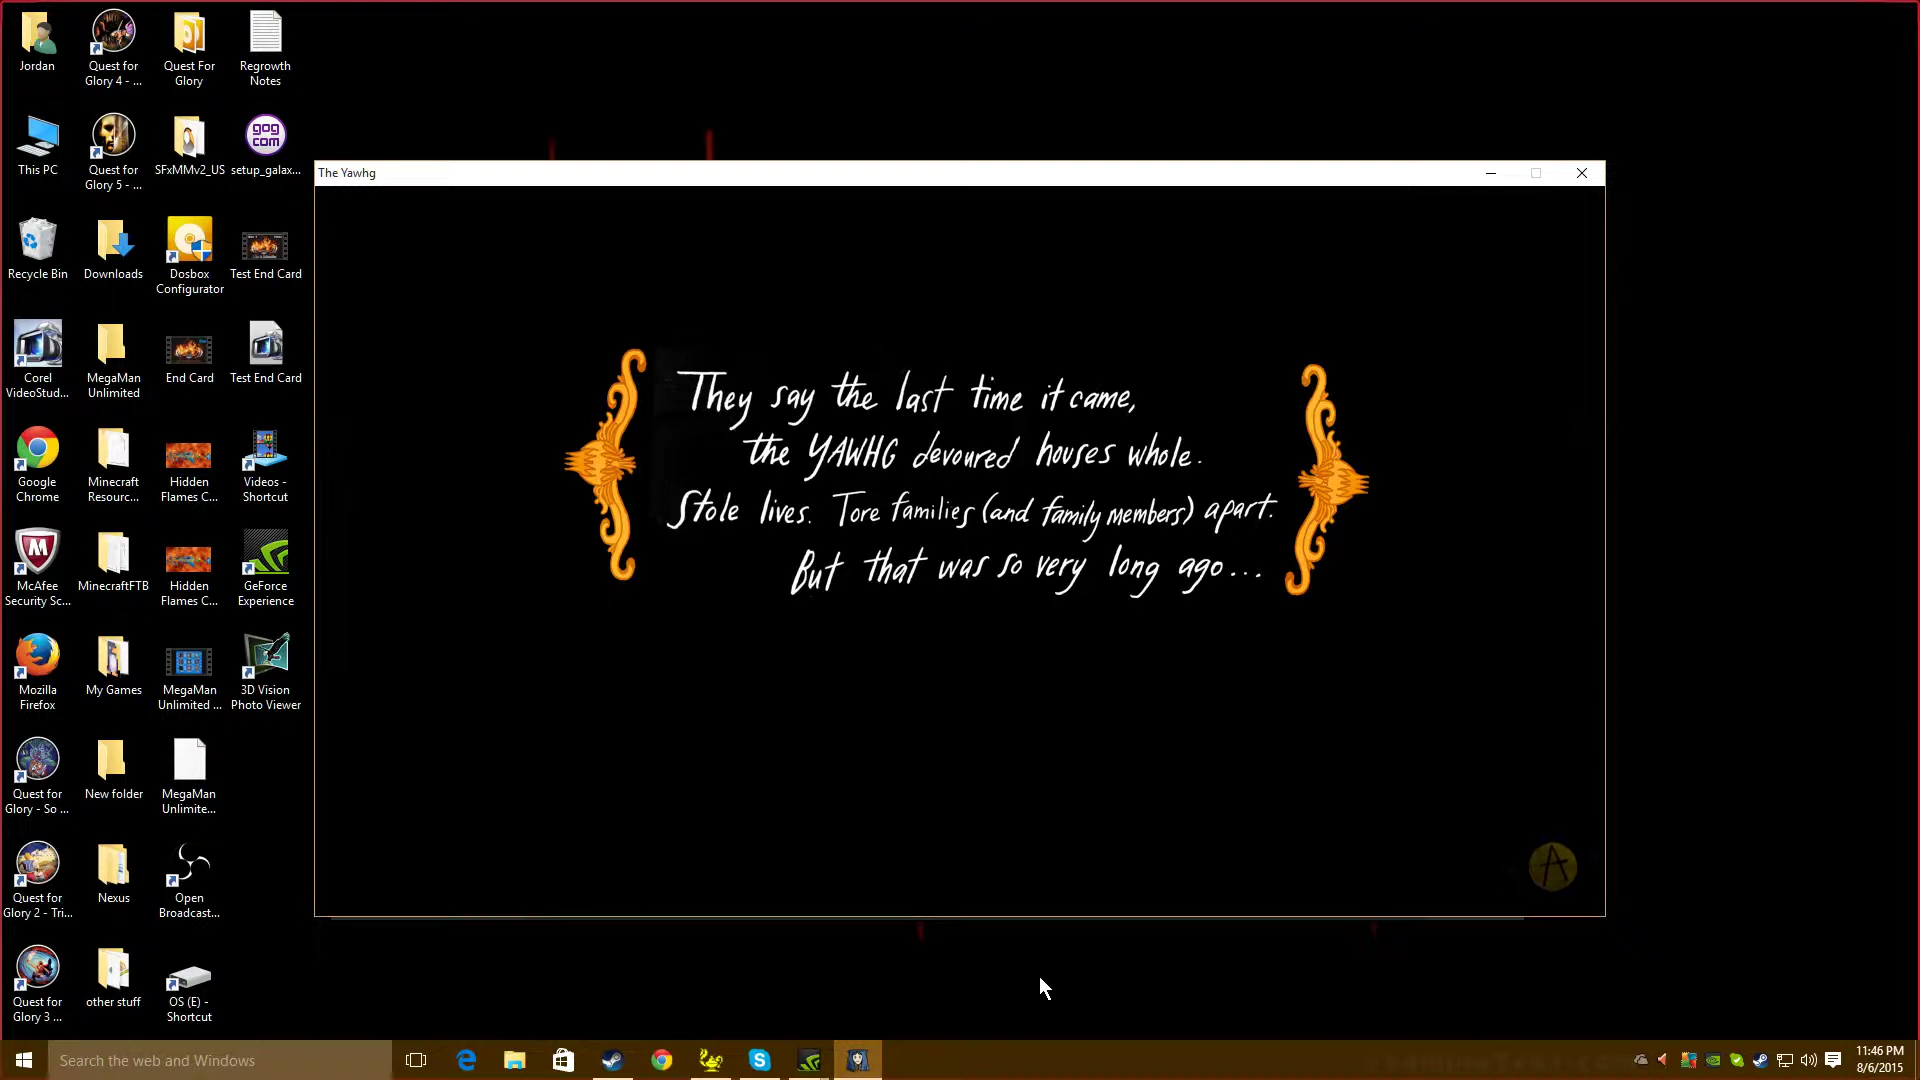 Jordan
Quest for
Glory 4 - ...
Quest For
Glory
Regrowth
Notes
This PC
Quest for
Glory 5 - ...
SFxMMv2_US
gog
com
setup_galax...
Recycle Bin
Downloads
Dosbox
Configurator
Test End Card
Corel
VideoStud...
MegaMan
Unlimited
End Card
Test End Card
Google
Chrome
Minecraft
Resourc...
Hidden
Flames C...
Videos -
Shortcut
McAfee
Security Sc...
MinecraftFTB
Hidden
Flames C...
GeForce
Experience
Mozilla
Firefox
My Games
MegaMan
Unlimited ...
3D Vision
Photo Viewer
Quest for
Glory - So ...
New folder
MegaMan
Unlimite...
Quest for
Glory 2 - Tri...
Nexus
Open
Broadcast...
Quest for
Glory 3 ...
other stuff
OS (E) -
Shortcut
The Yawhg
They say the last time it came,
the YAWHG devoured houses whole.
Stole lives. Tore families (and family members) apart.
But that was so very long ago...
A
Search the web and Windows
11:46 PM
8/6/2015